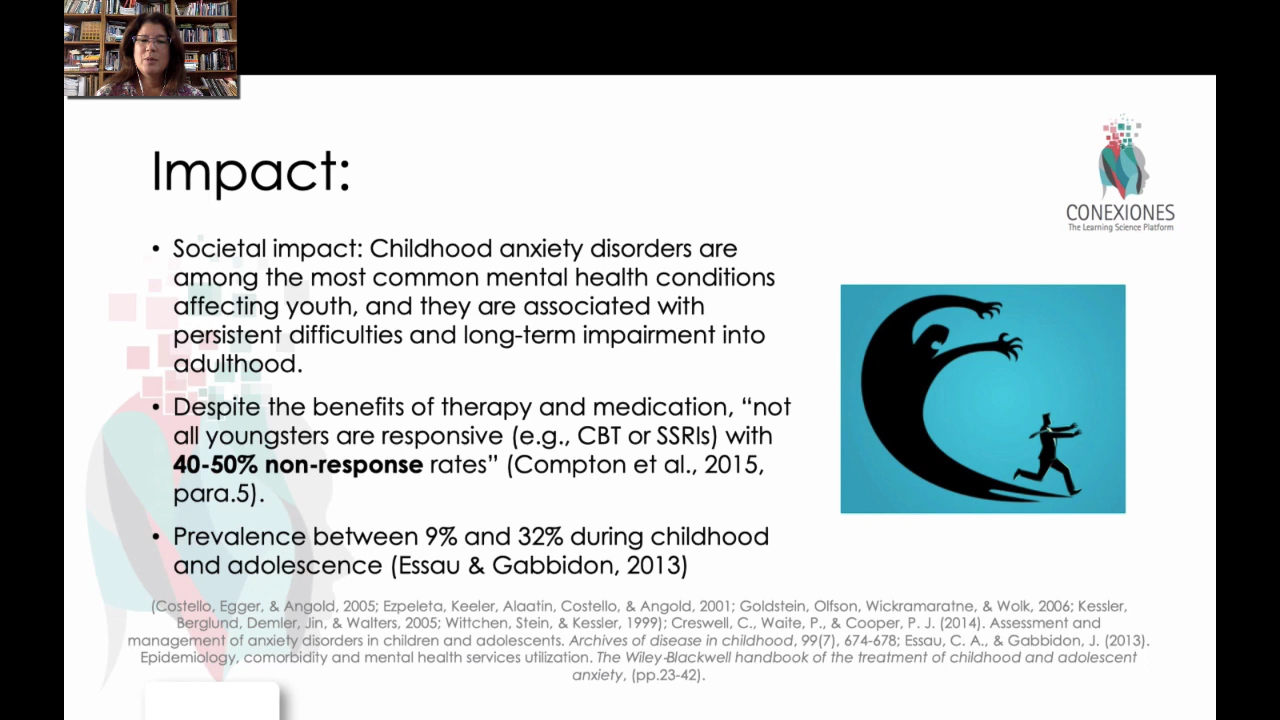 Impact:
CONEXIONES
The Learning Science Platform
• Societal impact: Childhood anxiety disorders are
among the most common mental health conditions
affecting youth, and they are associated with
persistent difficulties and long-term impairment into
adulthood.
• Despite the benefits of therapy and medication, “not
all youngsters are responsive (e.g., CBT or SSRIs) with
40-50% non-response rates” (Compton et al., 2015,
para.5).
• Prevalence between 9% and 32% during childhood
and adolescence (Essau & Gabbidon, 2013)
(Costello, Egger, & Angold, 2005; Ezpeleta, Keeler, Alaatin, Costello, & Angold, 2001; Goldstein, Olfson, Wickramaratne, & Wolk, 2006; Kessler,
Berglund, Demler, Jin, & Walters, 2005; Wittchen, Stein, & Kessler, 1999); Creswell, C., Waite, P., & Cooper, P. J. (2014). Assessment and
management of anxiety disorders in children and adolescents. Archives of disease in childhood, 99(7), 674-678; Essau, C. A., & Gabbidon, J. (2013).
Epidemiology, comorbidity and mental health services utilization. The Wiley-Blackwell handbook of the treatment of childhood and adolescent
anxiety, (pp.23-42).